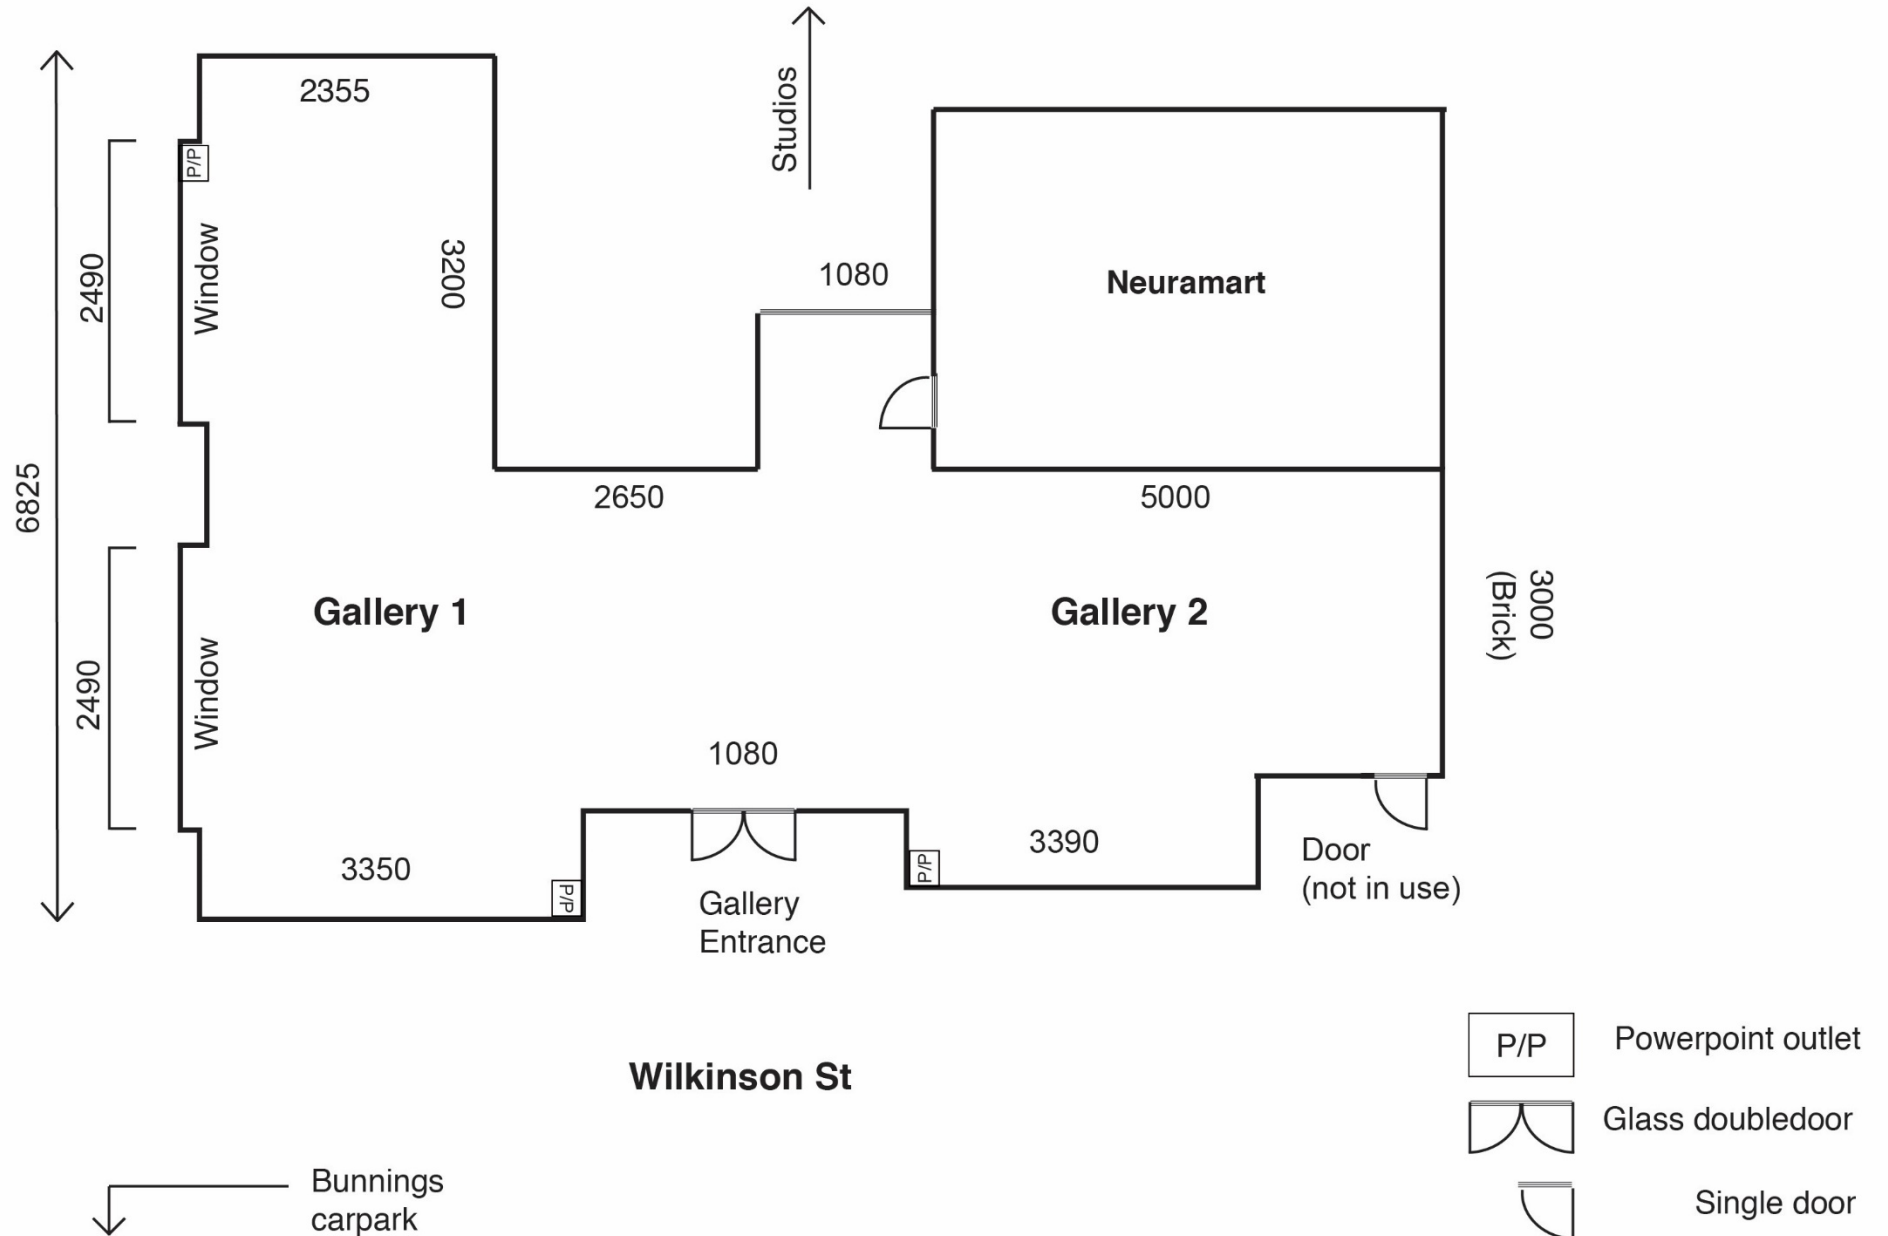 Studios
2355
P/P
2490
Window
3200
1080
Neuramart
6825
2650
5000
3000
(Brick)
Gallery 1
Gallery 2
2490
Window
1080
3350
P/P
P/P
3390
Door
(not in use)
Gallery
Entrance
Wilkinson St
P/P
Powerpoint outlet
Glass doubledoor
Single door
Bunnings
carpark